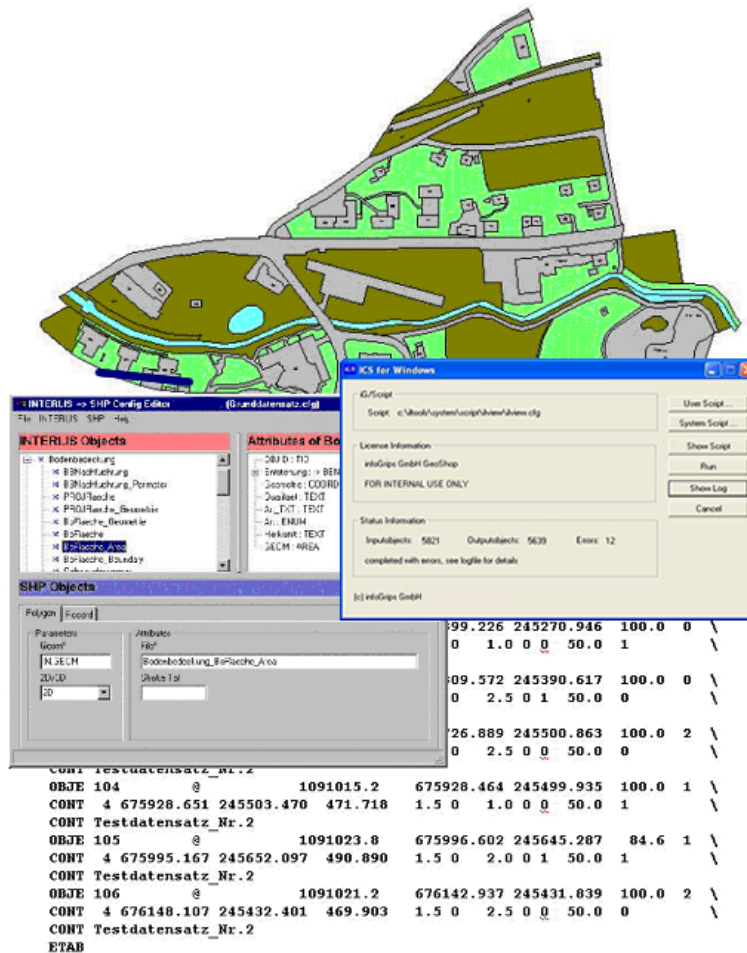 INTERLIS => SHP Config Editor (Grunddatensatz.cfg)
File INTERLIS SHP Help
INTERLIS Objects
Attributes of Bo
Bodenbedeckung
BBNachfuehrung
BBNachfuehrung_Perimeter
PROJFlaeche
PROJFlaeche_Geometrie
BoFlaeche_Geometrie
BoFlaeche
BoFlaeche_Area
BoFlaeche_Boundary
OBJID : TID
Entstehung : -> BBN
Geometrie : COORD
Qualitaet : TEXT
Art_TXT : TEXT
Art : ENUM
Herkunft : TEXT
GEOM : AREA
SHP Objects
Polygon Record
Parameters
Geom*
IN.GEOM
2D/3D
2D
Attributes
File*
Bodenbedeckung_BoFlaeche_Area
Stroke Tol
ICS for Windows
iG/Script
Script: c:\iltools\system\script\ilview\ilview.cfg
License Information
infoGrips GmbH GeoShop
FOR INTERNAL USE ONLY
Status Information
Inputobjects: 5821 Outputobjects: 5639 Errors: 12
completed with errors, see logfile for details
(c) infoGrips GmbH
User Script ...
System Script ...
Show Script
Run
Show Log
Cancel
99.226 245270.946 100.0 0 \
0 1.0 0 0 50.0 1 \
09.572 245390.617 100.0 0 \
0 2.5 0 1 50.0 0 \
26.889 245500.863 100.0 2 \
0 2.5 0 0 50.0 0 \
CONT Testdatensatz_Nr.2
OBJE 104 @ 1091015.2 675928.464 245499.935 100.0 1 \
CONT 4 675928.651 245503.470 471.718 1.5 0 1.0 0 0 50.0 1 \
CONT Testdatensatz_Nr.2
OBJE 105 @ 1091023.8 675996.602 245645.287 84.6 1 \
CONT 4 675995.167 245652.097 490.890 1.5 0 2.0 0 1 50.0 1 \
CONT Testdatensatz_Nr.2
OBJE 106 @ 1091021.2 676142.937 245431.839 100.0 2 \
CONT 4 676148.107 245432.401 469.903 1.5 0 2.5 0 0 50.0 0 \
CONT Testdatensatz_Nr.2
ETAB